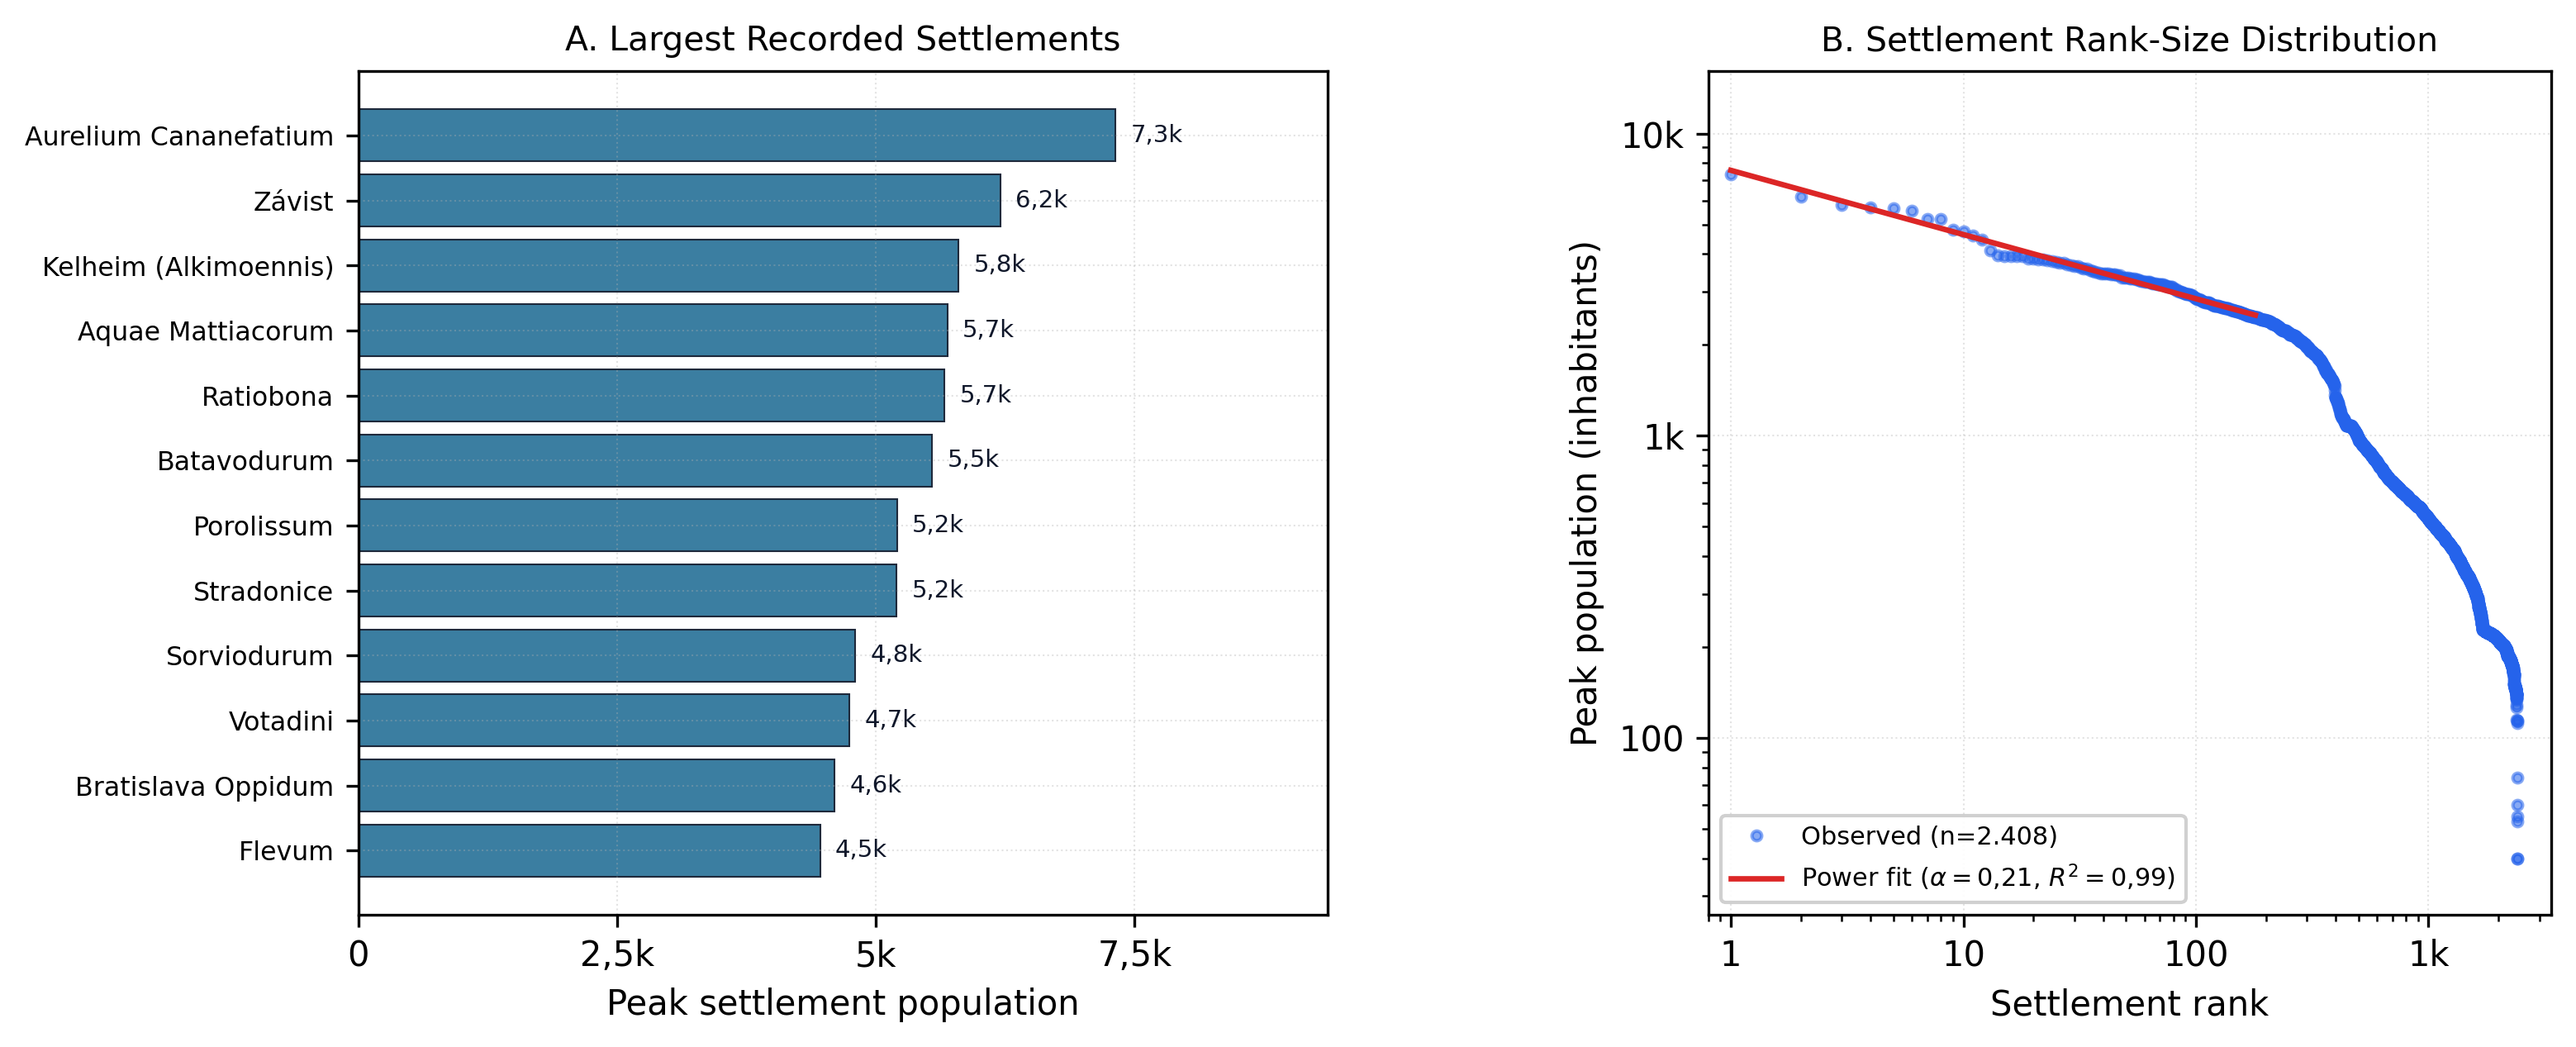 A. Largest Recorded Settlements
Aurelium Cananefatium
7,3k
Závist
6,2k
Kelheim (Alkimoennis)
5,8k
Aquae Mattiacorum
5,7k
Ratiobona
5,7k
Batavodurum
5,5k
Porolissum
5,2k
Stradonice
5,2k
Sorviodurum
4,8k
Votadini
4,7k
Bratislava Oppidum
4,6k
Flevum
4,5k
0
2,5k
5k
7,5k
Peak settlement population
B. Settlement Rank-Size Distribution
Peak population (inhabitants)
10k
1k
100
Observed (n=2.408)
Power fit (α = 0,21, R² = 0,99)
1
10
100
1k
Settlement rank